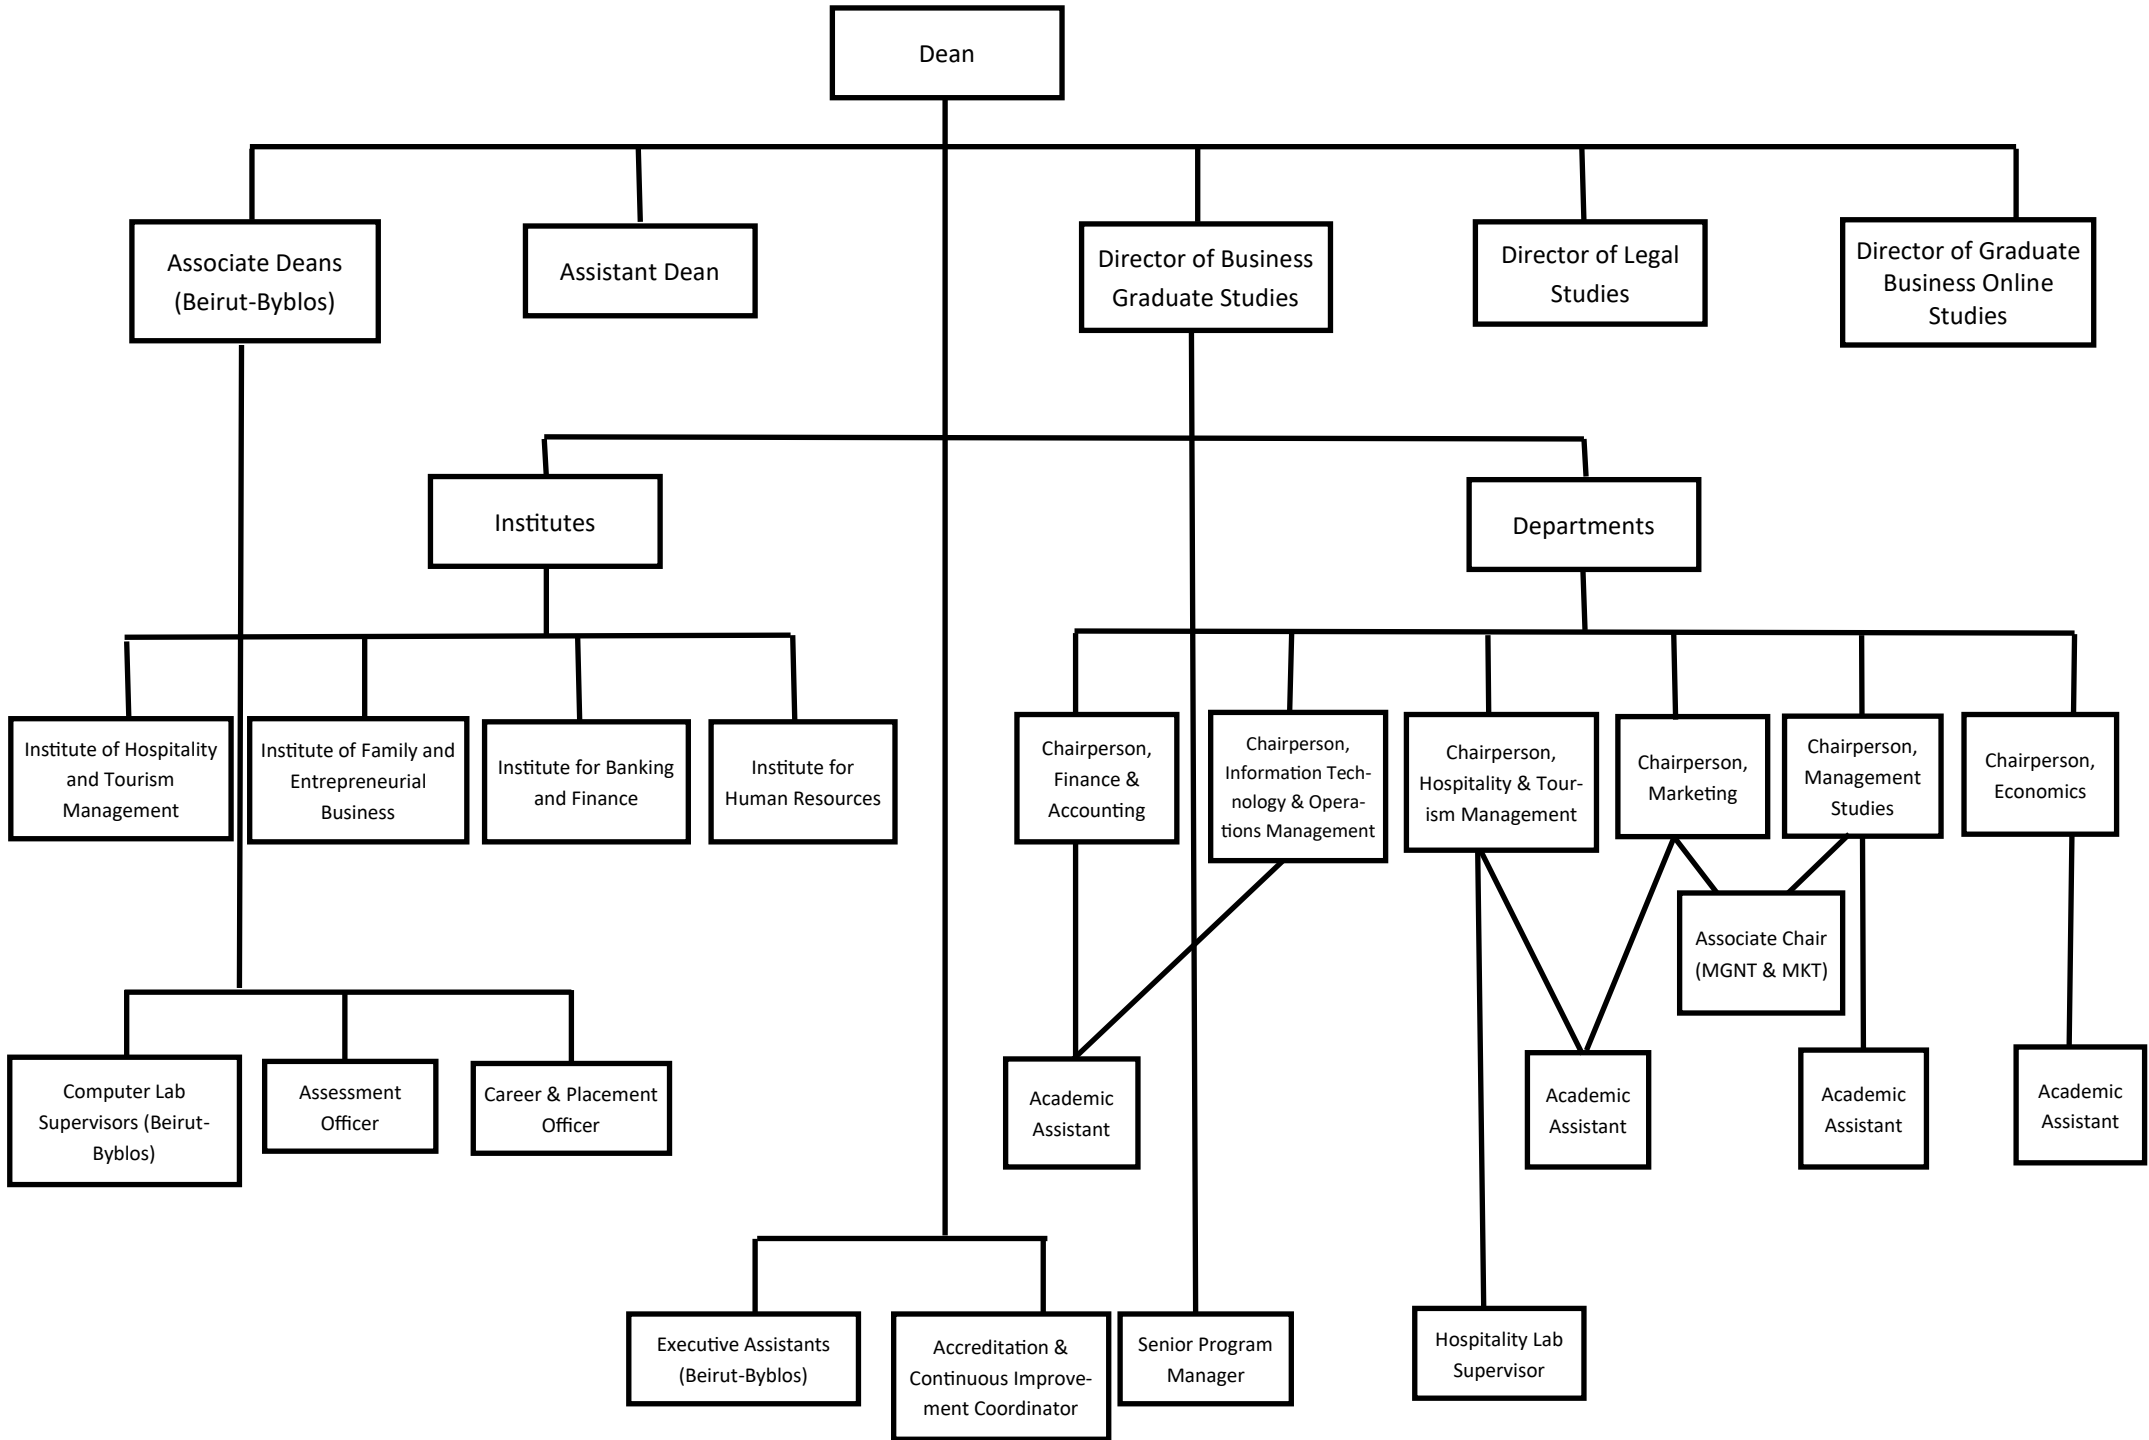 Dean
Associate Deans
(Beirut-Byblos)
Assistant Dean
Director of Business
Graduate Studies
Director of Legal
Studies
Director of Graduate
Business Online
Studies
Institutes
Departments
Institute of Hospitality
and Tourism
Management
Institute of Family and
Entrepreneurial
Business
Institute for Banking
and Finance
Institute for
Human Resources
Chairperson,
Finance &
Accounting
Chairperson,
Information Tech-
nology & Opera-
tions Management
Chairperson,
Hospitality & Tour-
ism Management
Chairperson,
Marketing
Chairperson,
Management
Studies
Chairperson,
Economics
Associate Chair
(MGNT & MKT)
Computer Lab
Supervisors (Beirut-
Byblos)
Assessment
Officer
Career & Placement
Officer
Academic
Assistant
Academic
Assistant
Academic
Assistant
Academic
Assistant
Executive Assistants
(Beirut-Byblos)
Accreditation &
Continuous Improve-
ment Coordinator
Senior Program
Manager
Hospitality Lab
Supervisor